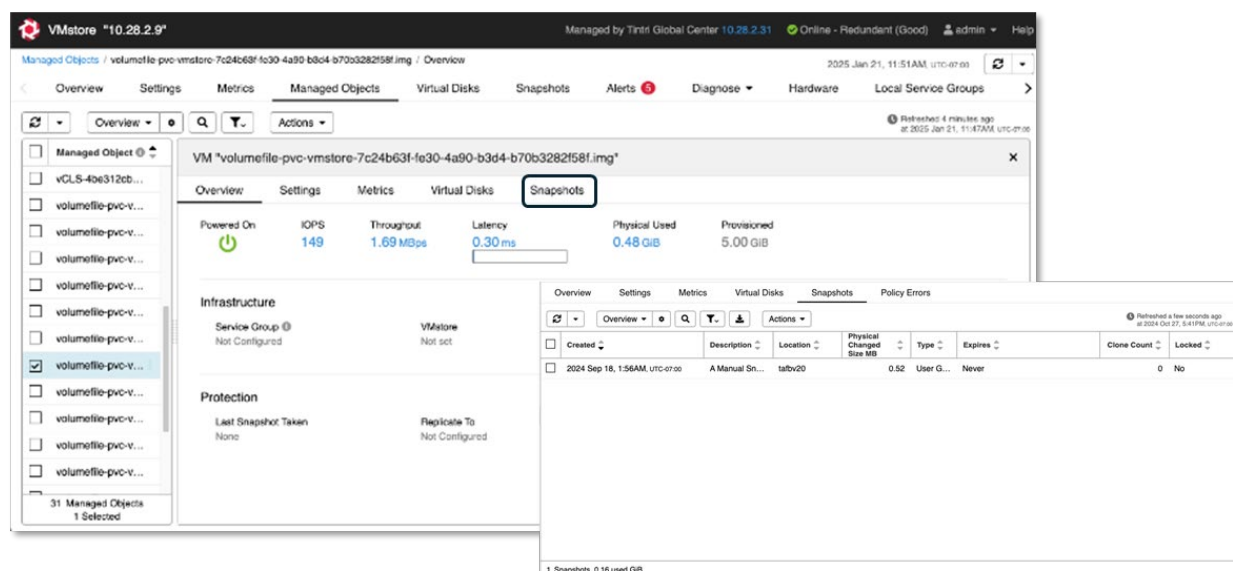 VMstore "10.28.2.9"
Managed by Tintri Global Center 10.28.2.31 Online - Redundant (Good) admin Help
Managed Objects / volumefile-pvc-vmstore-7c24b63f-fe30-4a90-b3d4-b70b3282f58f.img / Overview
2025 Jan 21, 11:51AM, UTC-07:00
Overview Settings Metrics Managed Objects Virtual Disks Snapshots Alerts 5 Diagnose Hardware Local Service Groups
Overview Actions
Refreshed 4 minutes ago
at 2025 Jan 21, 11:47AM, UTC-07:00
Managed Object
VM "volumefile-pvc-vmstore-7c24b63f-fe30-4a90-b3d4-b70b3282f58f.img"
vCLS-4be312cb...
volumefile-pvc-v...
volumefile-pvc-v...
volumefile-pvc-v...
volumefile-pvc-v...
volumefile-pvc-v...
volumefile-pvc-v...
volumefile-pvc-v...
volumefile-pvc-v...
volumefile-pvc-v...
volumefile-pvc-v...
volumefile-pvc-v...
31 Managed Objects
1 Selected
Overview Settings Metrics Virtual Disks Snapshots
Powered On IOPS Throughput Latency Physical Used Provisioned
149 1.69 MBps 0.30 ms 0.48 GiB 5.00 GiB
Infrastructure
Service Group VMstore
Not Configured Not set
Protection
Last Snapshot Taken Replicate To
None Not Configured
Overview Settings Metrics Virtual Disks Snapshots Policy Errors
Overview Actions
Refreshed a few seconds ago
at 2024 Oct 27, 5:41PM, UTC-07:00
Created Description Location Physical Changed Size MB Type Expires Clone Count Locked
2024 Sep 18, 1:56AM, UTC-07:00 A Manual Sn... tafbv20 0.52 User G... Never 0 No
1 Snapshots, 0.16 used GiB